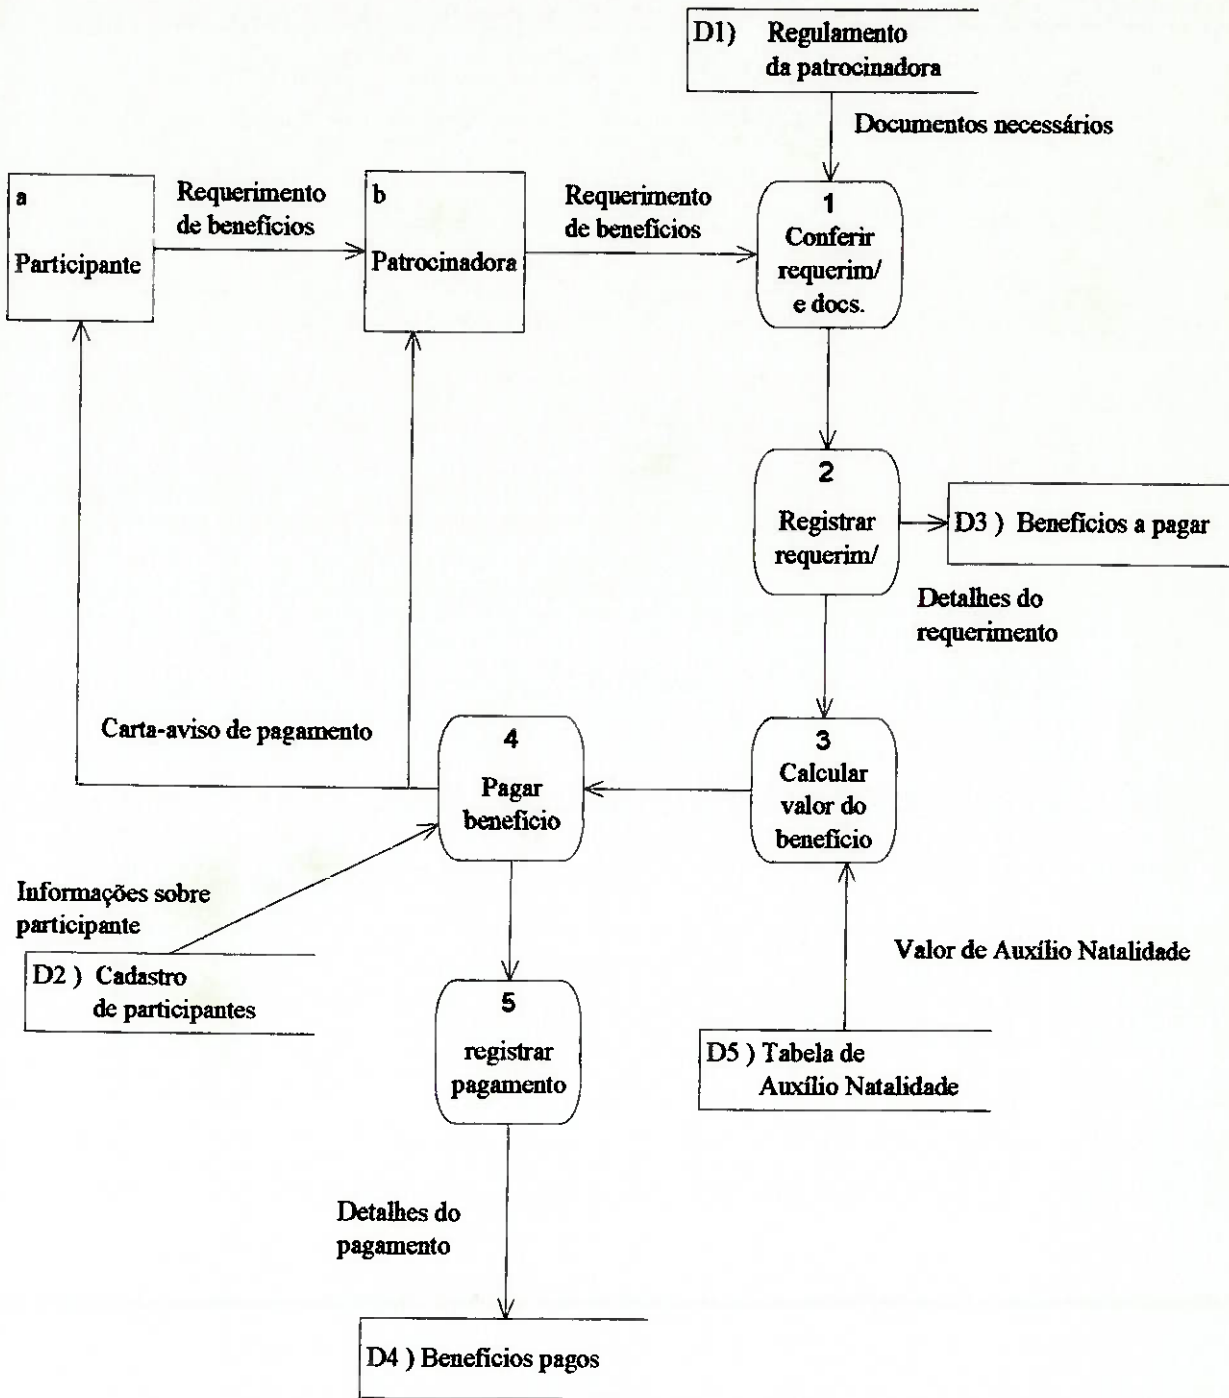 D1) Regulamento
da patrocinadora
Documentos necessários
a
Participante
Requerimento
de benefícios
b
Patrocinadora
Requerimento
de benefícios
1
Conferir
requerim/
e docs.
2
Registrar
requerim/
D3 ) Benefícios a pagar
Detalhes do
requerimento
Carta-aviso de pagamento
4
Pagar
benefício
3
Calcular
valor do
benefício
Informações sobre
participante
D2 ) Cadastro
de participantes
Valor de Auxílio Natalidade
5
registrar
pagamento
D5 ) Tabela de
Auxílio Natalidade
Detalhes do
pagamento
D4 ) Benefícios pagos